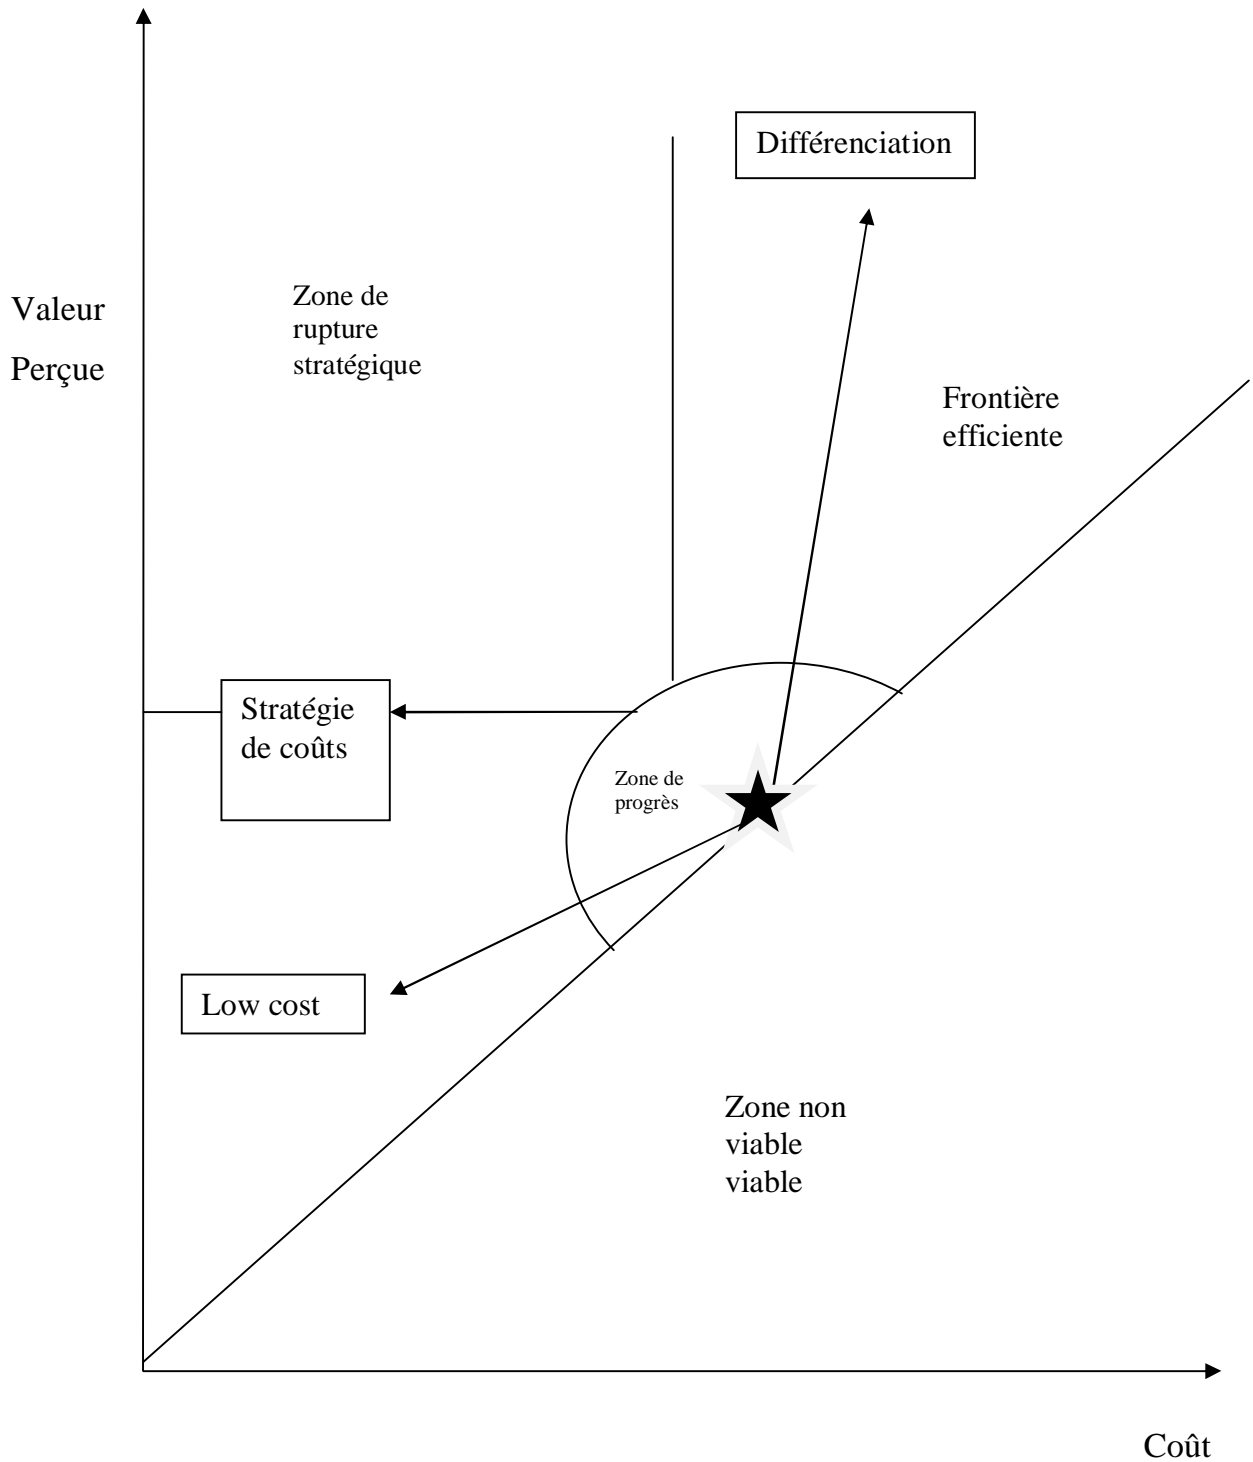 Différenciation
Valeur
Perçue
Zone de
rupture
stratégique
Frontière
efficiente
Stratégie
de coûts
Zone de
progrès
Low cost
Zone non
viable
viable
Coût